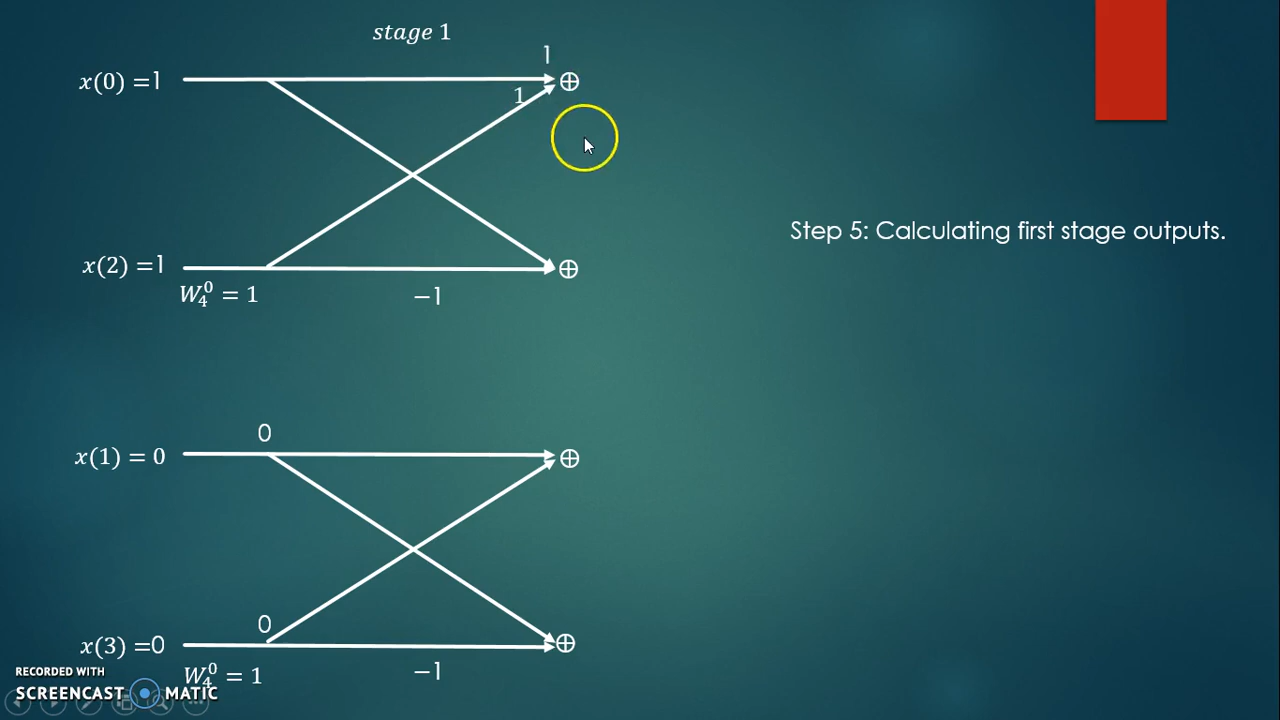 stage 1
1
x(0) =1
1
x(2) =1
W₄⁰ = 1
−1
Step 5: Calculating first stage outputs.
0
x(1) = 0
0
x(3) =0
W₄⁰ = 1
−1
RECORDED WITH
SCREENCAST MATIC